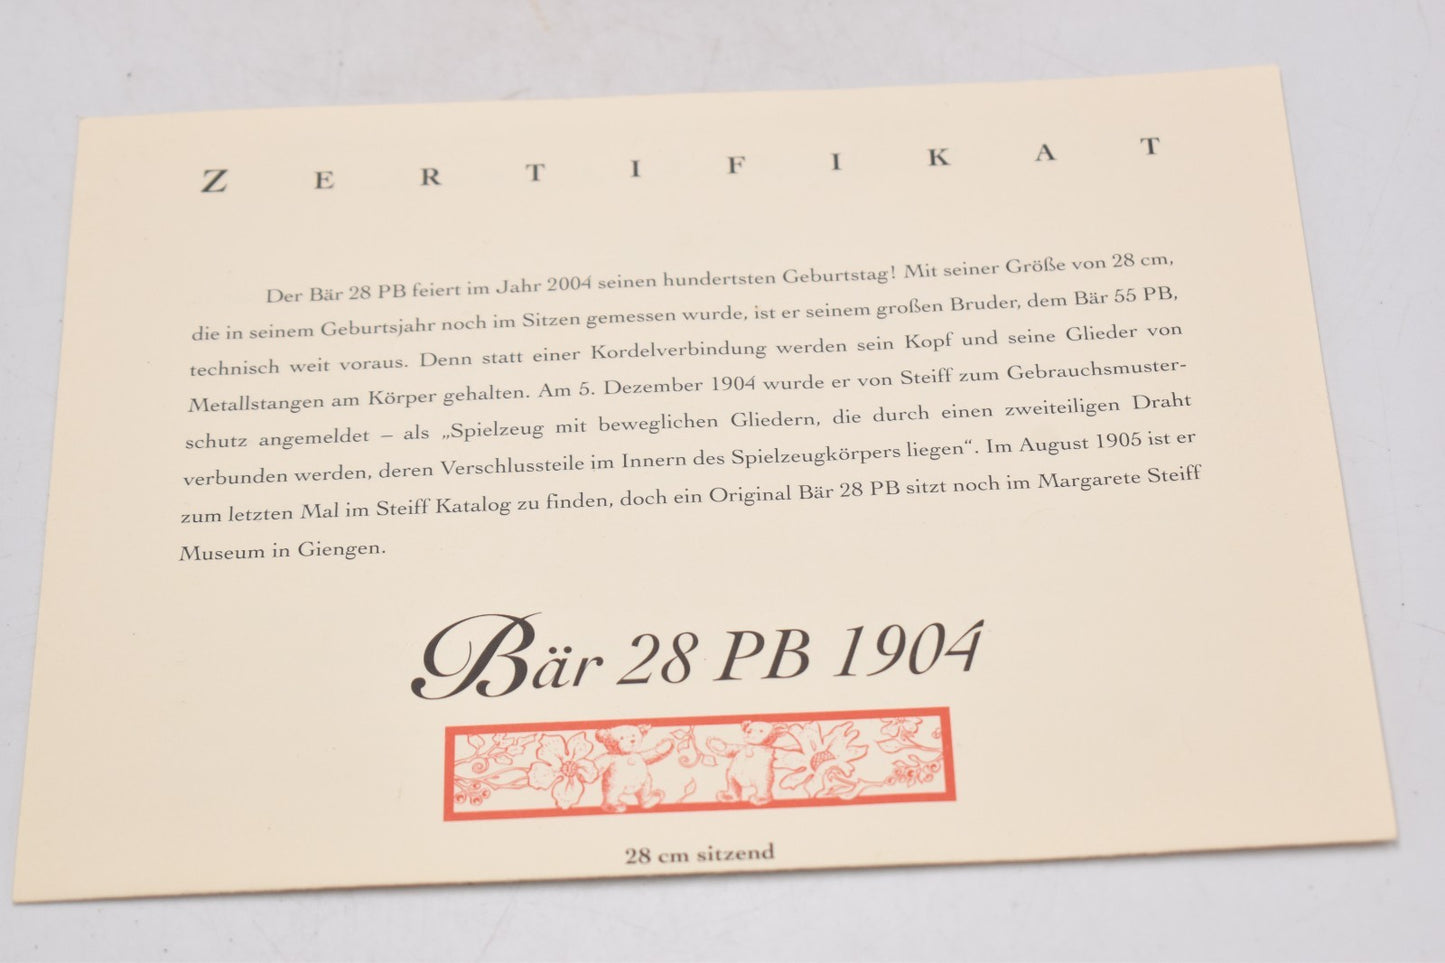 ZERTIFIKAT
Der Bär 28 PB feiert im Jahr 2004 seinen hundertsten Geburtstag! Mit seiner Größe von 28 cm,
die in seinem Geburtsjahr noch im Sitzen gemessen wurde, ist er seinem großen Bruder, dem Bär 55 PB,
technisch weit voraus. Denn statt einer Kordelverbindung werden sein Kopf und seine Glieder von
Metallstangen am Körper gehalten. Am 5. Dezember 1904 wurde er von Steiff zum Gebrauchsmuster-
schutz angemeldet – als „Spielzeug mit beweglichen Gliedern, die durch einen zweiteiligen Draht
verbunden werden, deren Verschlussteile im Innern des Spielzeugkörpers liegen“. Im August 1905 ist er
zum letzten Mal im Steiff Katalog zu finden, doch ein Original Bär 28 PB sitzt noch im Margarete Steiff
Museum in Giengen.
Bär 28 PB 1904
28 cm sitzend